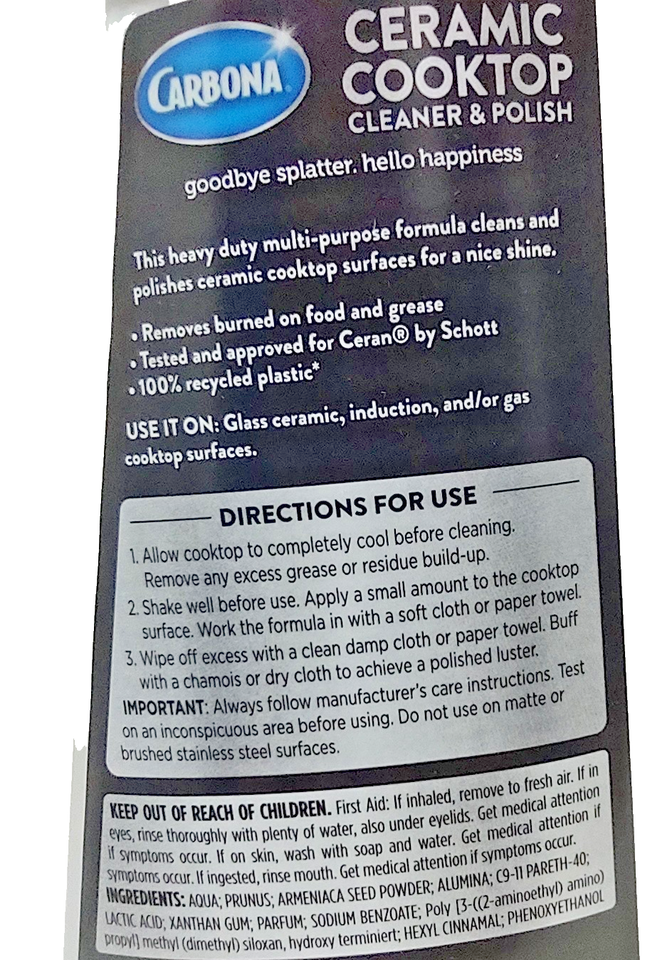 CARBONA
CERAMIC
COOKTOP
CLEANER & POLISH
goodbye splatter. hello happiness
This heavy duty multi-purpose formula cleans and
polishes ceramic cooktop surfaces for a nice shine.
• Removes burned on food and grease
• Tested and approved for Ceran® by Schott
• 100% recycled plastic*
USE IT ON: Glass ceramic, induction, and/or gas
cooktop surfaces.
DIRECTIONS FOR USE
1. Allow cooktop to completely cool before cleaning.
Remove any excess grease or residue build-up.
2. Shake well before use. Apply a small amount to the cooktop
surface. Work the formula in with a soft cloth or paper towel.
3. Wipe off excess with a clean damp cloth or paper towel. Buff
with a chamois or dry cloth to achieve a polished luster.
IMPORTANT: Always follow manufacturer's care instructions. Test
on an inconspicuous area before using. Do not use on matte or
brushed stainless steel surfaces.
KEEP OUT OF REACH OF CHILDREN. First Aid: If inhaled, remove to fresh air. If in
eyes, rinse thoroughly with plenty of water, also under eyelids. Get medical attention
if symptoms occur. If on skin, wash with soap and water. Get medical attention if
symptoms occur. If ingested, rinse mouth. Get medical attention if symptoms occur.
INGREDIENTS: AQUA; PRUNUS; ARMENIACA SEED POWDER; ALUMINA; C9-11 PARETH-40;
LACTIC ACID; XANTHAN GUM; PARFUM; SODIUM BENZOATE; Poly [3-((2-aminoethyl) amino)
propyl] methyl (dimethyl) siloxan, hydroxy terminiert; HEXYL CINNAMAL; PHENOXYETHANOL